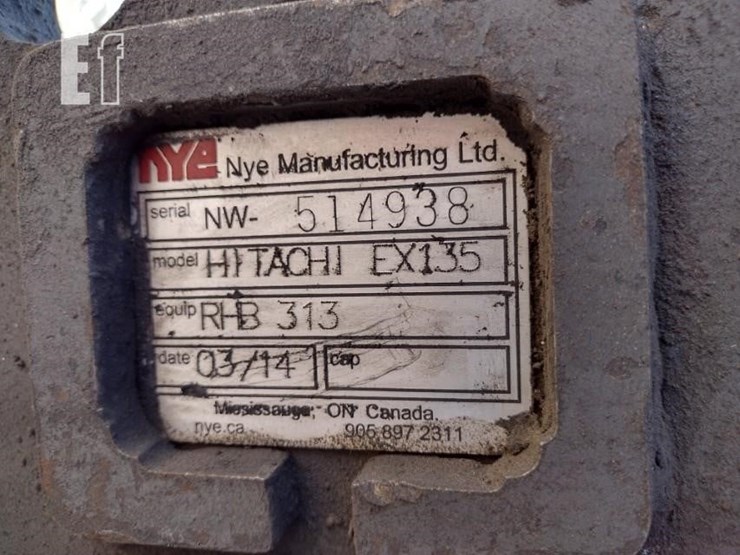 Ef
nye Nye Manufacturing Ltd.
serial NW- 514938
model HITACHI EX135
equip RHB 313
date 03/14 cap
Mississauga, ON Canada.
nye.ca 905 897 2311